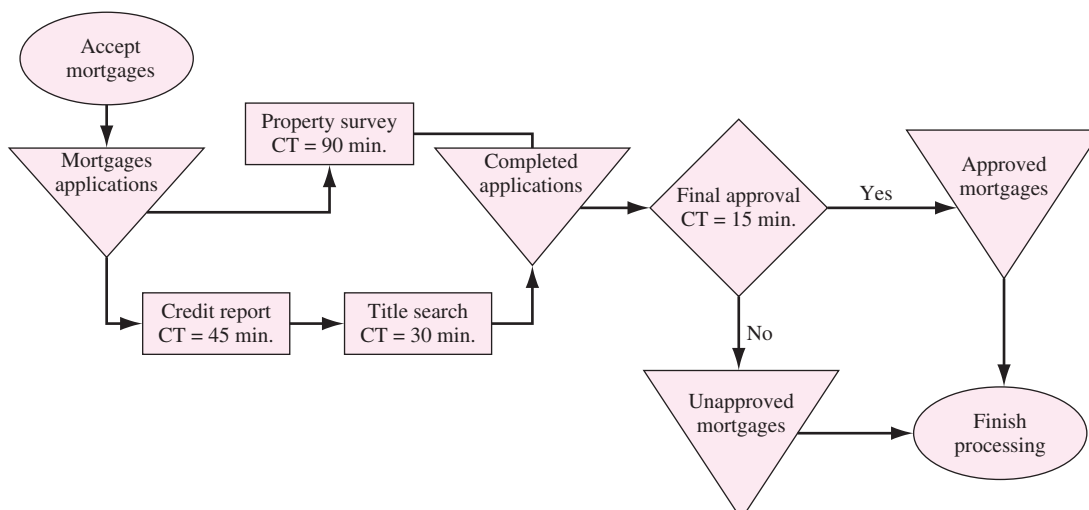 Accept
mortgages
Mortgages
applications
Property survey
CT = 90 min.
Credit report
CT = 45 min.
Title search
CT = 30 min.
Completed
applications
Final approval
CT = 15 min.
Yes
Approved
mortgages
No
Unapproved
mortgages
Finish
processing